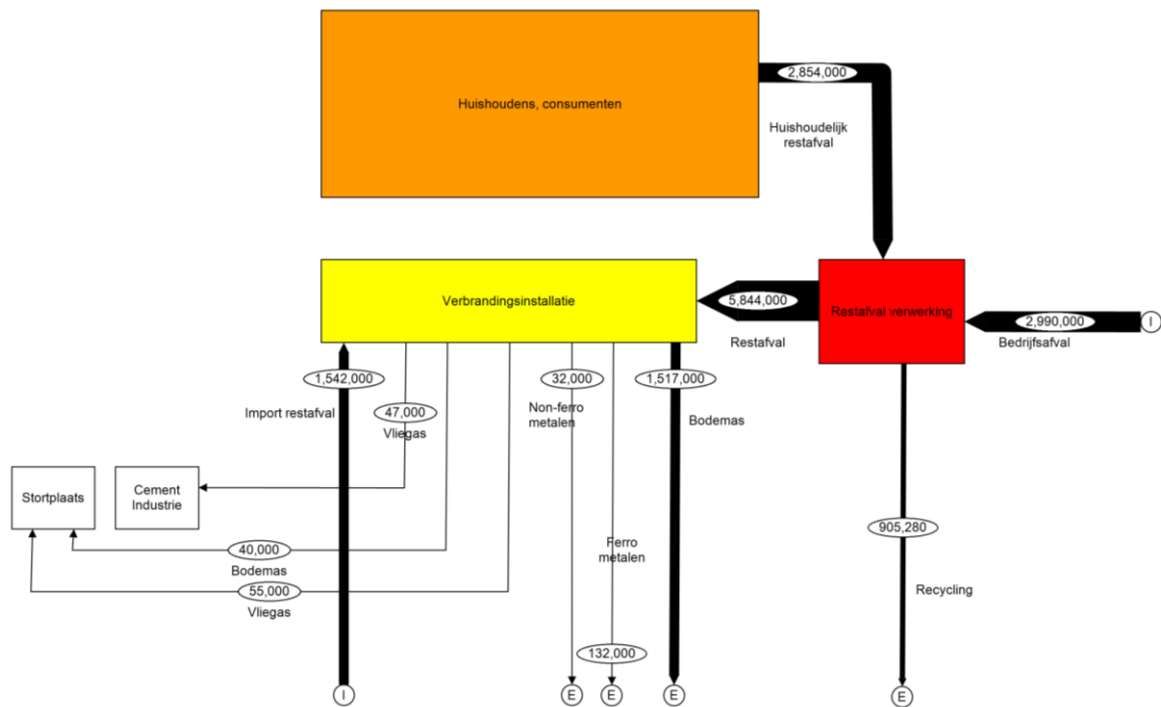 2,854,000
Huishoudens, consumenten
Huishoudelijk
restafval
Verbrandingsinstallatie
5,844,000
Restafval verwerking
2,990,000
I
Restafval
Bedrijfsafval
1,542,000
32,000
1,517,000
Import restafval
47,000
Vliegas
Non-ferro
metalen
Bodemas
Stortplaats
Cement
Industrie
905,280
40,000
Bodemas
Ferro
metalen
55,000
Vliegas
Recycling
132,000
I
E
E
E
E